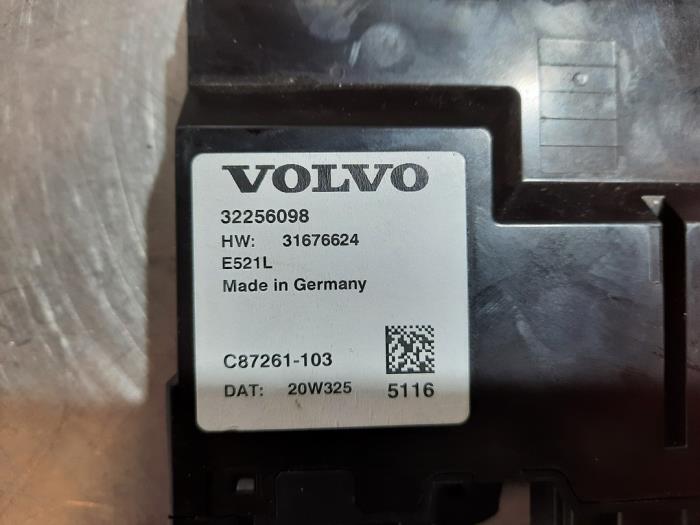 VOLVO
32256098
HW: 31676624
E521L
Made in Germany
C87261-103
DAT: 20W325 5116